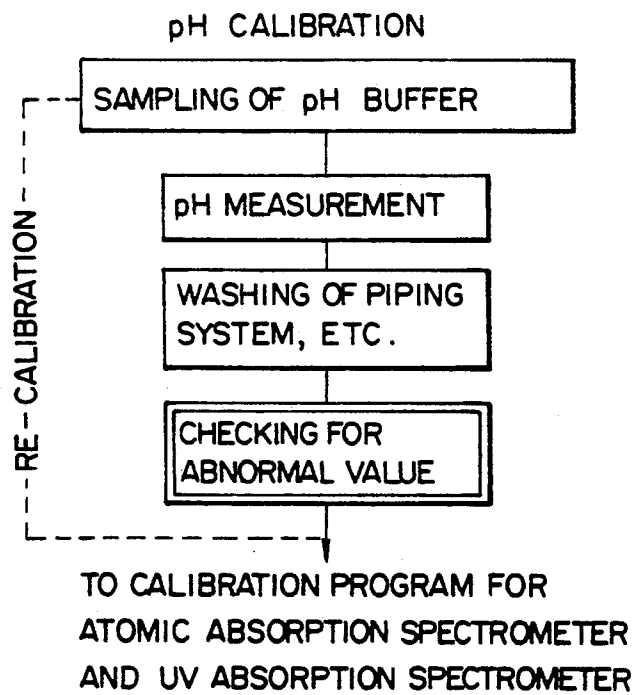 pH CALIBRATION
SAMPLING OF pH BUFFER
pH MEASUREMENT
WASHING OF PIPING
SYSTEM, ETC.
CHECKING FOR
ABNORMAL VALUE
RE-CALIBRATION
TO CALIBRATION PROGRAM FOR
ATOMIC ABSORPTION SPECTROMETER
AND UV ABSORPTION SPECTROMETER